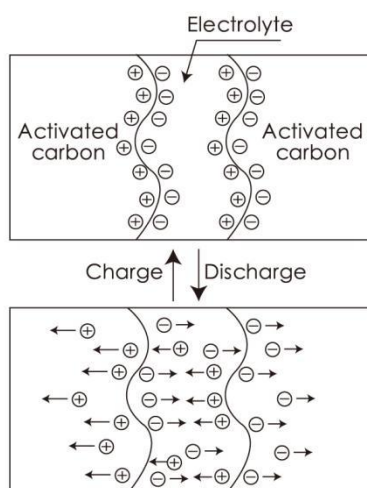 Electrolyte
Activated
carbon
Activated
carbon
Charge
Discharge